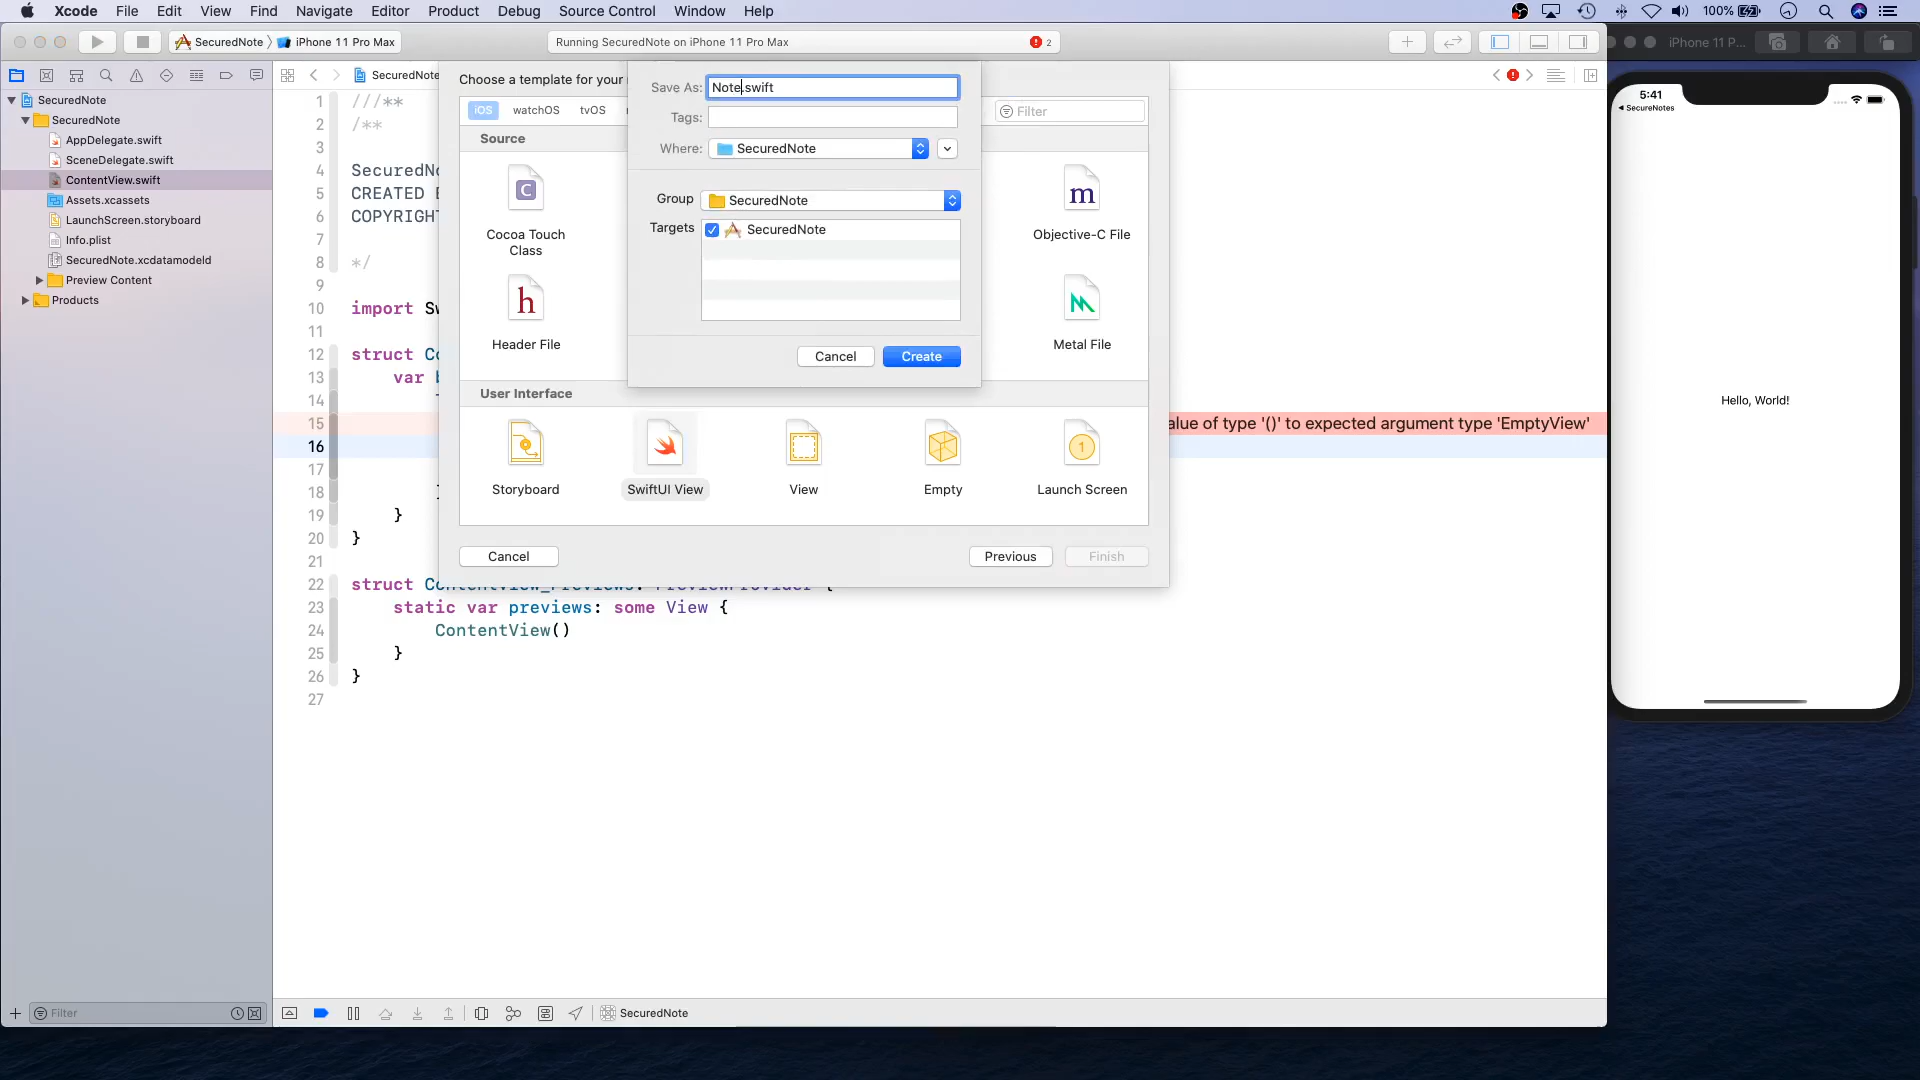 Xcode File Edit View Find Navigate Editor Product Debug Source Control Window Help 100%
SecuredNote iPhone 11 Pro Max Running SecuredNote on iPhone 11 Pro Max 2 iPhone 11 P...
SecuredNote
SecuredNote
SecuredNote
AppDelegate.swift
SceneDelegate.swift
ContentView.swift
Assets.xcassets
LaunchScreen.storyboard
Info.plist
SecuredNote.xcdatamodeld
Preview Content
Products
Filter
1 ///**
2 /**
3
4
5 CREATED
6
7
8 */
9
10 import
11
12 struct
13 var
14
15 alue of type '()' to expected argument type 'EmptyView'
16
17
18
19 }
20 }
21
22 struct
23 static var previews: some View {
24 ContentView()
25 }
26 }
27
Choose a template for your
iOS watchOS tvOS
Filter
Source
Cocoa Touch
Class
Objective-C File
Header File
Metal File
User Interface
Storyboard SwiftUI View View Empty Launch Screen
Cancel Previous Finish
Save As: Note.swift
Tags:
Where: SecuredNote
Group SecuredNote
Targets SecuredNote
Cancel Create
SecuredNote
5:41
SecureNotes
Hello, World!